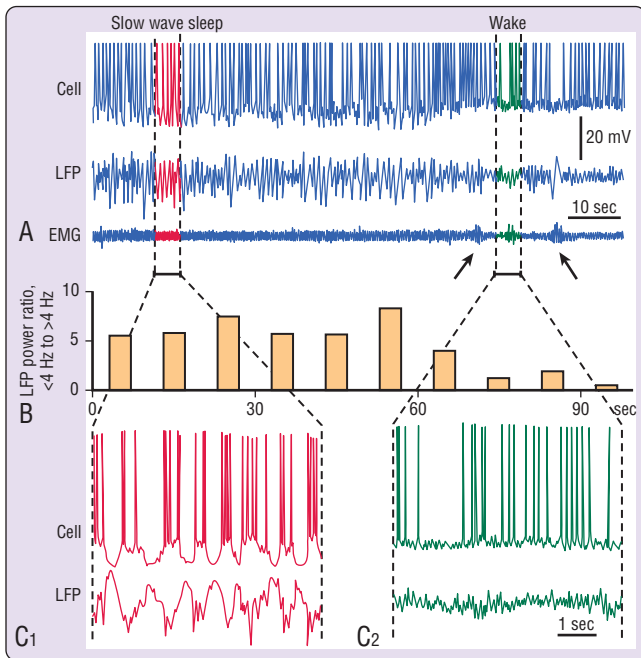 Slow wave sleep Wake
Cell
20 mV
LFP
10 sec
A EMG
LFP power ratio,
<4 Hz to >4 Hz
10
5
0
B 0 30 60 90 sec
Cell
LFP
C1 C2 1 sec